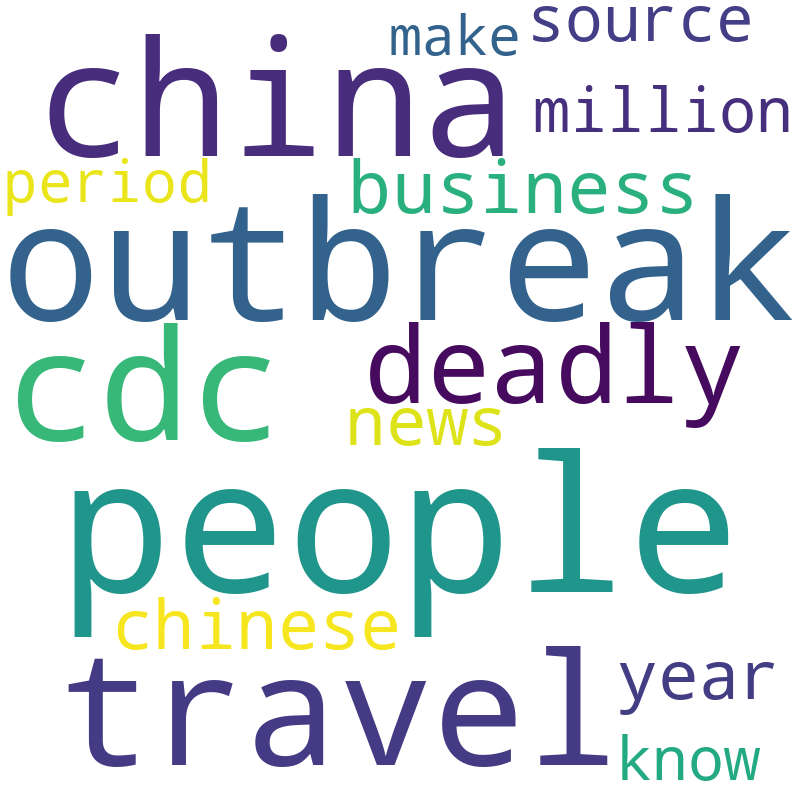 make source
china million
period business
outbreak
cdc deadly
news
people
chinese
travel year
know